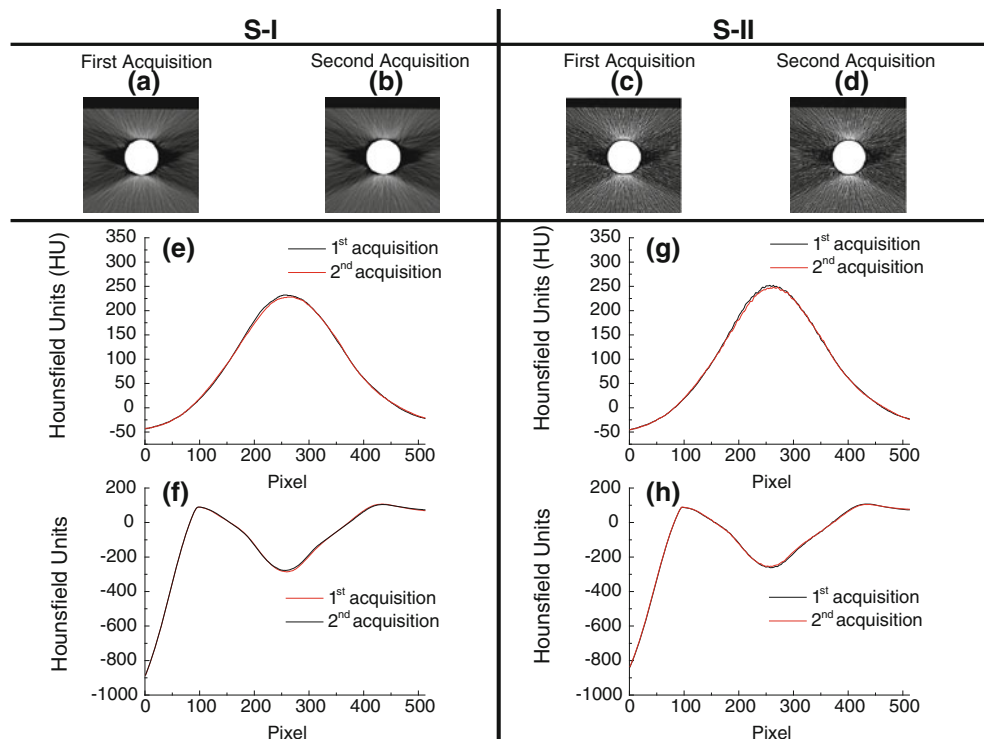 S-I
S-II
First Acquisition
(a)
Second Acquisition
(b)
First Acquisition
(c)
Second Acquisition
(d)
(e)
Hounsfield Units (HU)
350
300
250
200
150
100
50
0
-50
1st acquisition
2nd acquisition
0 100 200 300 400 500
Pixel
(g)
Hounsfield Units (HU)
350
300
250
200
150
100
50
0
-50
1st acquisition
2nd acquisition
0 100 200 300 400 500
Pixel
(f)
Hounsfield Units
200
0
-200
-400
-600
-800
-1000
1st acquisition
2nd acquisition
0 100 200 300 400 500
Pixel
(h)
Hounsfield Units
200
0
-200
-400
-600
-800
-1000
1st acquisition
2nd acquisition
0 100 200 300 400 500
Pixel